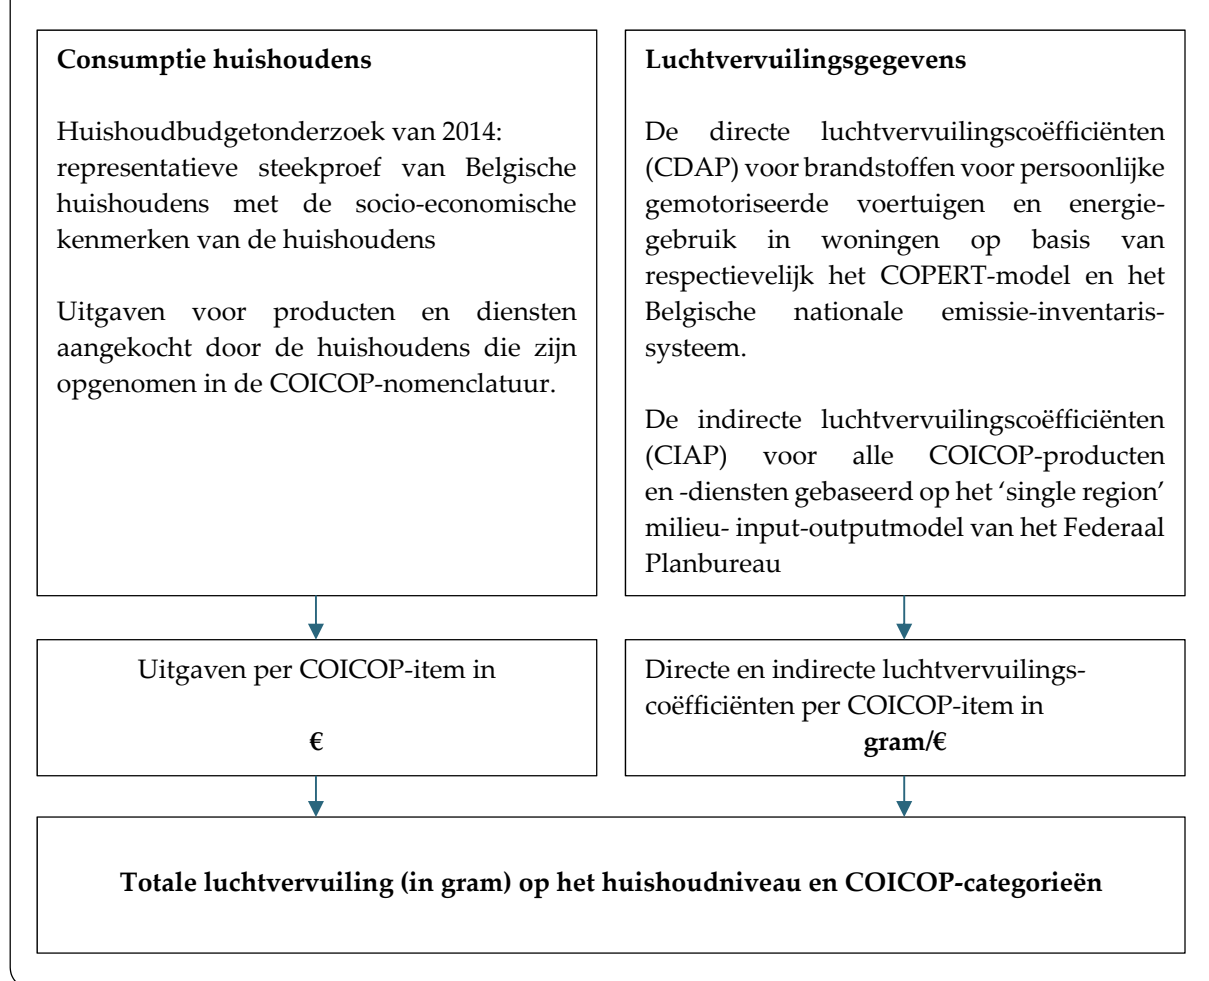 Consumptie huishoudens
Huishoudbudgetonderzoek van 2014:
representatieve steekproef van Belgische
huishoudens met de socio-economische
kenmerken van de huishoudens
Uitgaven voor producten en diensten
aangekocht door de huishoudens die zijn
opgenomen in de COICOP-nomenclatuur.
Luchtvervuilingsgegevens
De directe luchtvervuilingscoëfficiënten
(CDAP) voor brandstoffen voor persoonlijke
gemotoriseerde voertuigen en energie-
gebruik in woningen op basis van
respectievelijk het COPERT-model en het
Belgische nationale emissie-inventaris-
systeem.
De indirecte luchtvervuilingscoëfficiënten
(CIAP) voor alle COICOP-producten
en -diensten gebaseerd op het ‘single region’
milieu- input-outputmodel van het Federaal
Planbureau
Uitgaven per COICOP-item in
€
Directe en indirecte luchtvervuilings-
coëfficiënten per COICOP-item in
gram/€
Totale luchtvervuiling (in gram) op het huishoudniveau en COICOP-categorieën